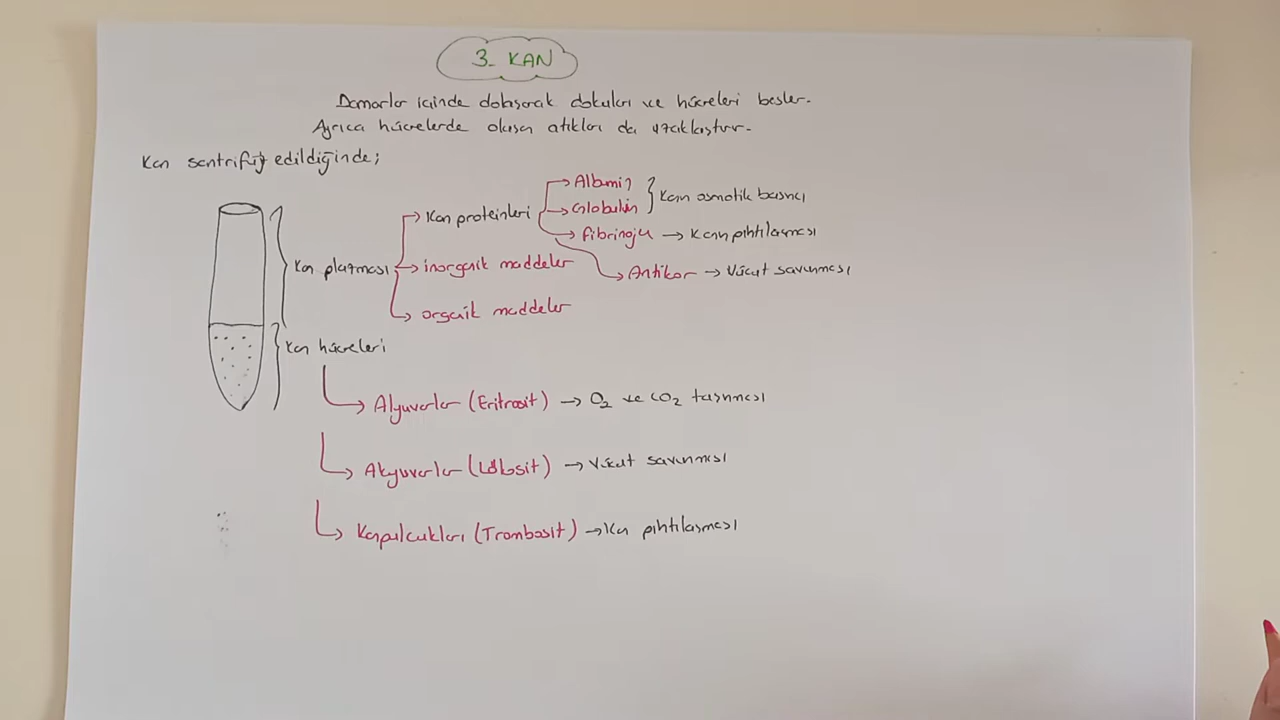 3. KAN
Damarlar içinde dolaşarak dokuları ve hücreleri besler.
Ayrıca hücrelerde oluşan atıkları da uzaklaştırır.
Kan santrifüj edildiğinde;
Kan plazması
Kan proteinleri
Albumin
Globulin
Kan osmotik basıncı
Fibrinojen → Kanın pıhtılaşması
Antikor → Vücut savunması
inorganik maddeler
organik maddeler
Kan hücreleri
Alyuvarlar (Eritrosit) → O₂ ve CO₂ taşınması
Akyuvarlar (Lökosit) → Vücut savunması
Kan pulcukları (Trombosit) → Kan pıhtılaşması